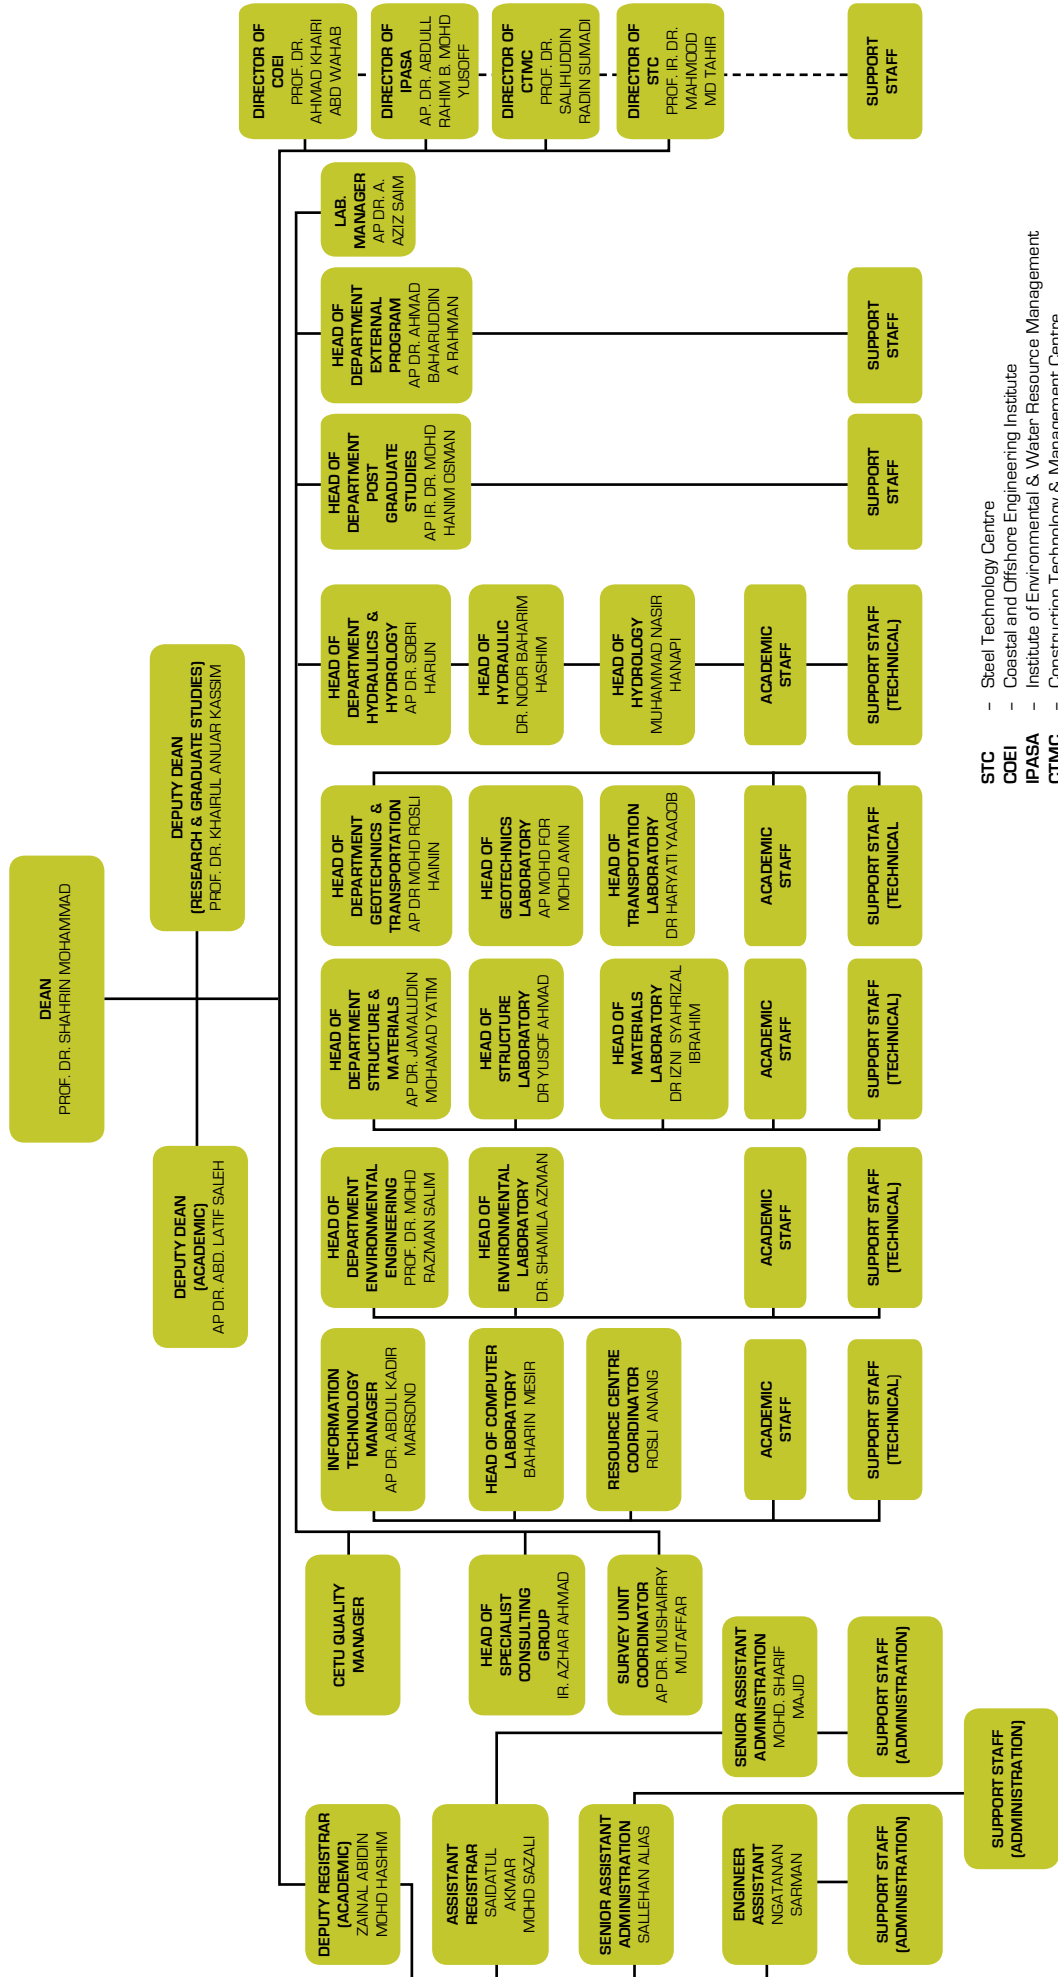 DEAN
PROF. DR. SHAHRIN MOHAMMAD
DEPUTY DEAN
(ACADEMIC)
AP DR. ABD. LATIF SALEH
DEPUTY DEAN
(RESEARCH & GRADUATE STUDIES)
PROF. DR. KHAIRUL ANUAR KASSIM
DEPUTY REGISTRAR
(ACADEMIC)
ZAINAL ABIDIN
MOHD HASHIM
ASSISTANT
REGISTRAR
SAIDATUL
AKMAR
MOHD SAZALI
SENIOR ASSISTANT
ADMINISTRATION
SALLEHAN ALIAS
ENGINEER
ASSISTANT
NGATANAN
SARMAN
SUPPORT STAFF
(ADMINISTRATION)
SUPPORT STAFF
(ADMINISTRATION)
SENIOR ASSISTANT
ADMINISTRATION
MOHD. SHARIF
MAJID
SUPPORT STAFF
(ADMINISTRATION)
CETU QUALITY
MANAGER
HEAD OF
SPECIALIST
CONSULTING
GROUP
IR. AZHAR AHMAD
SURVEY UNIT
COORDINATOR
AP DR. MUSHAIRRY
MUTAFFAR
INFORMATION
TECHNOLOGY
MANAGER
AP DR. ABDUL KADIR
MARSONO
HEAD OF COMPUTER
LABORATORY
BAHARIN MESIR
RESOURCE CENTRE
COORDINATOR
ROSLI ANANG
ACADEMIC
STAFF
SUPPORT STAFF
(TECHNICAL)
HEAD OF
DEPARTMENT
ENVIRONMENTAL
ENGINEERING
PROF. DR. MOHD
RAZMAN SALIM
HEAD OF
ENVIRONMENTAL
LABORATORY
DR. SHAMILA AZMAN
ACADEMIC
STAFF
SUPPORT STAFF
(TECHNICAL)
HEAD OF
DEPARTMENT
STRUCTURE &
MATERIALS
AP DR. JAMALUDIN
MOHAMAD YATIM
HEAD OF
STRUCTURE
LABORATORY
DR YUSOF AHMAD
HEAD OF
MATERIALS
LABORATORY
DR IZNI SYAHRIZAL
IBRAHIM
ACADEMIC
STAFF
SUPPORT STAFF
(TECHNICAL)
HEAD OF
DEPARTMENT
GEOTECHNICS &
TRANSPORTATION
AP DR MOHD ROSLI
HAININ
HEAD OF
GEOTECHNICS
LABORATORY
AP MOHD FOR
MOHD AMIN
HEAD OF
TRANSPOTATION
LABORATORY
DR HARYATI YAACOB
ACADEMIC
STAFF
SUPPORT STAFF
(TECHNICAL
HEAD OF
DEPARTMENT
HYDRAULICS &
HYDROLOGY
AP DR. SOBRI
HARUN
HEAD OF
HYDRAULIC
DR. NOOR BAHARIM
HASHIM
HEAD OF
HYDROLOGY
MUHAMMAD NASIR
HANAPI
ACADEMIC
STAFF
SUPPORT STAFF
(TECHNICAL)
HEAD OF
DEPARTMENT
POST
GRADUATE
STUDIES
AP IR. DR. MOHD
HANIM OSMAN
SUPPORT
STAFF
HEAD OF
DEPARTMENT
EXTERNAL
PROGRAM
AP DR. AHMAD
BAHARUDDIN
A RAHMAN
SUPPORT
STAFF
LAB.
MANAGER
AP DR. A.
AZIZ SAIM
DIRECTOR OF
COEI
PROF. DR.
AHMAD KHAIRI
ABD WAHAB
DIRECTOR OF
IPASA
AP. DR. ABDULL
RAHIM B. MOHD
YUSOFF
DIRECTOR OF
CTMC
PROF. DR.
SALIHUDDIN
RADIN SUMADI
DIRECTOR OF
STC
PROF. IR. DR.
MAHMOOD
MD TAHIR
SUPPORT
STAFF
STC – Steel Technology Centre
COEI – Coastal and Offshore Engineering Institute
IPASA – Institute of Environmental & Water Resource Management
CTMC – Construction Technology & Management Centre